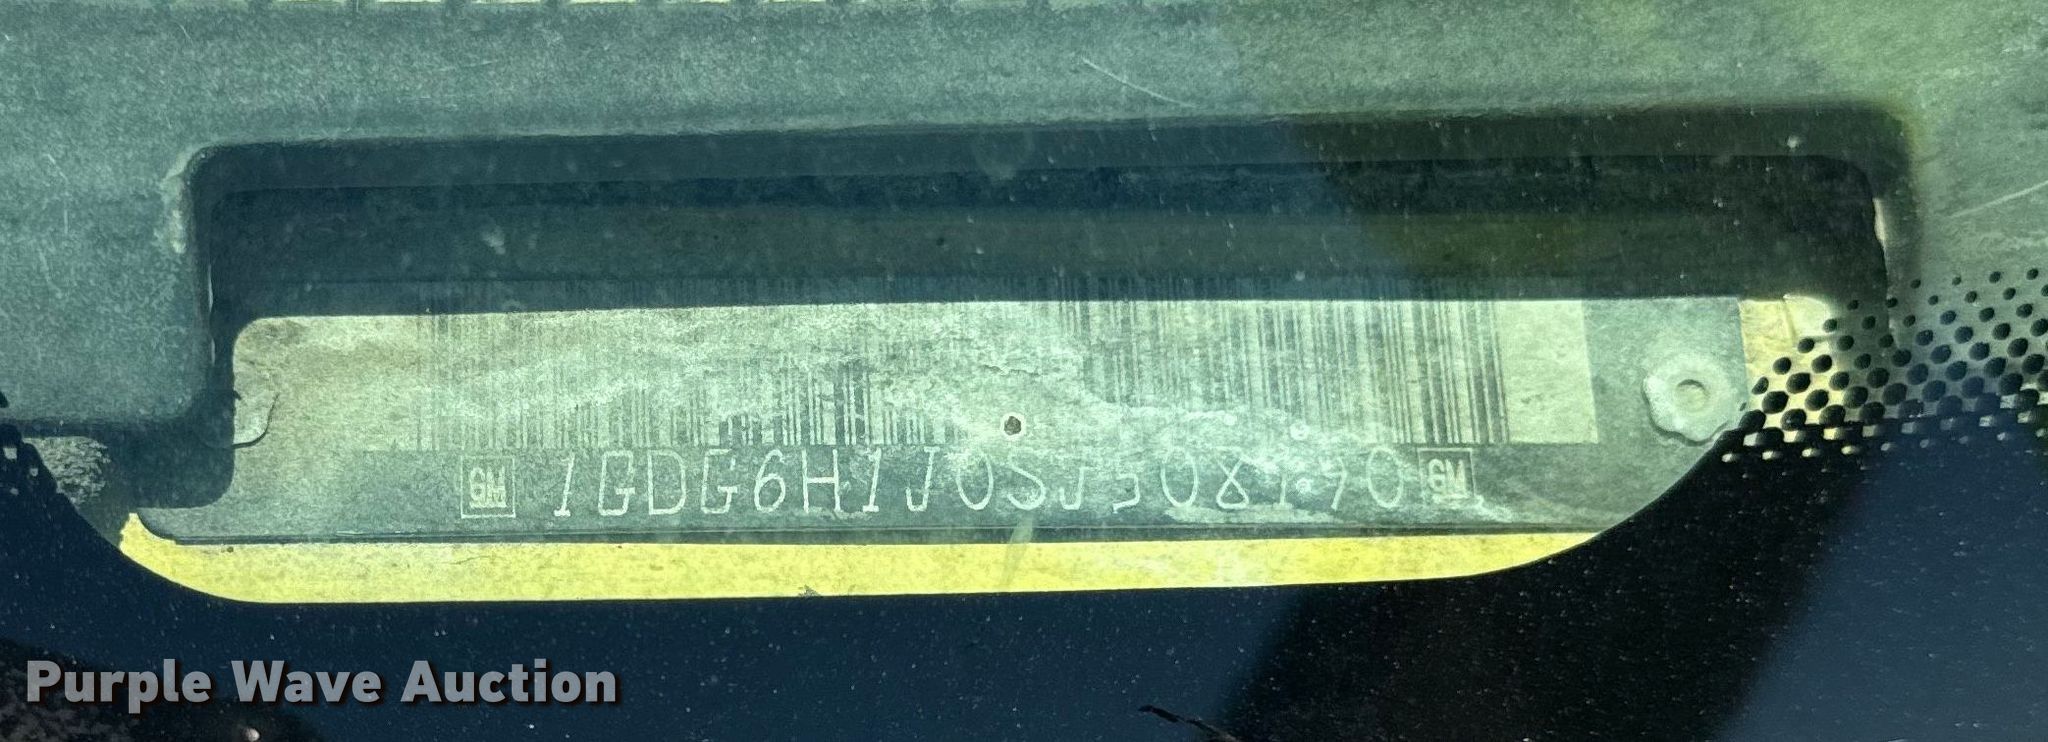 GM 1GDG6H1J0SJ508190 GM
Purple Wave Auction